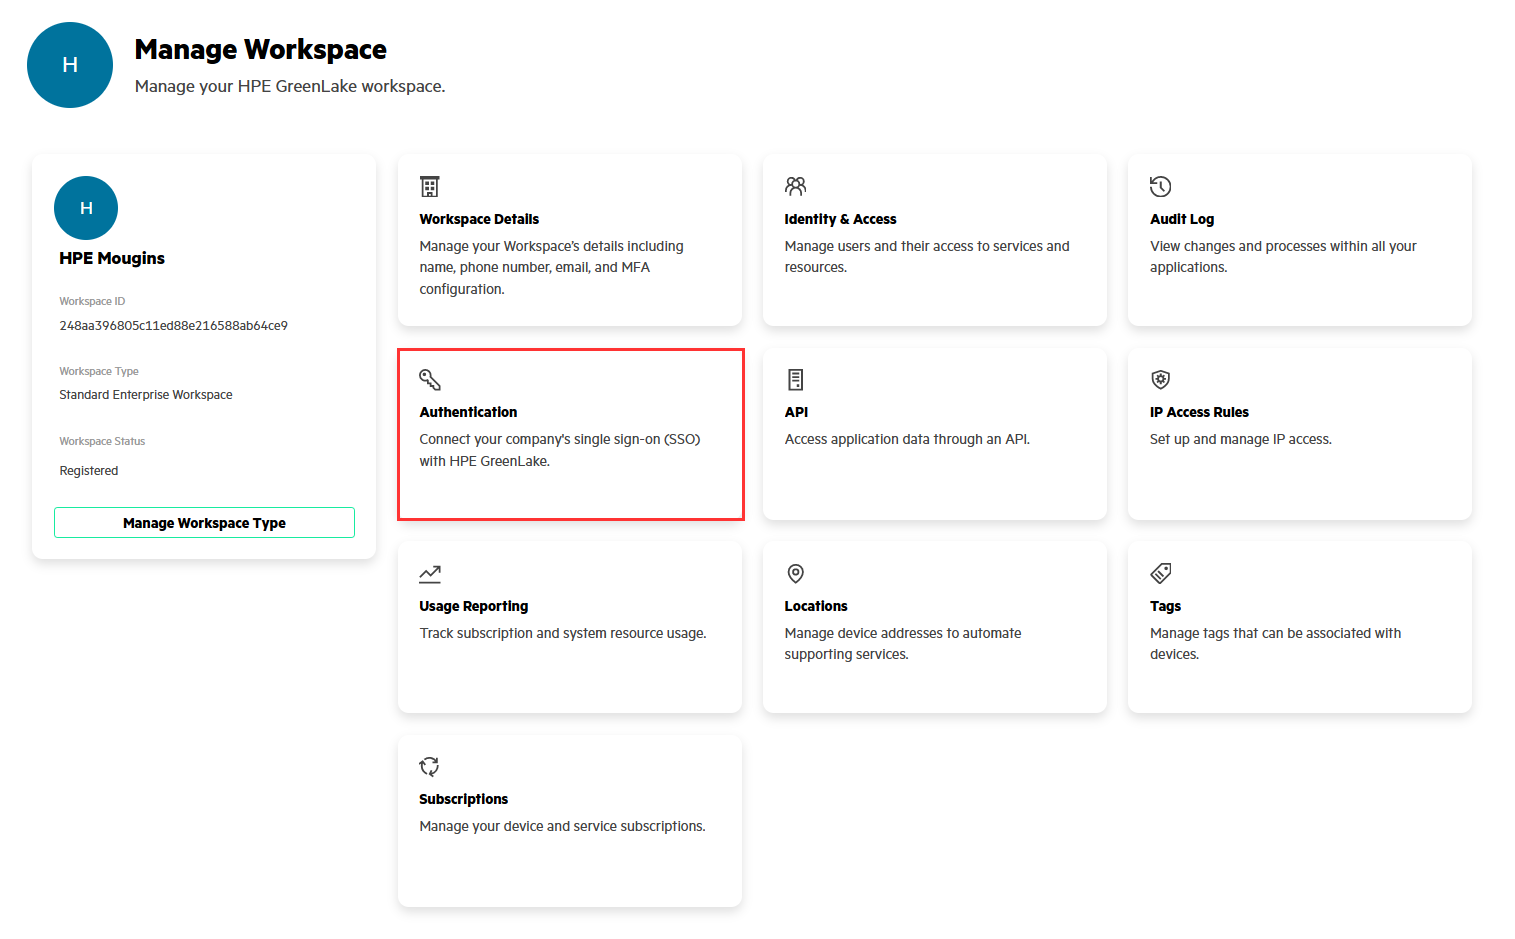 H
Manage Workspace
Manage your HPE GreenLake workspace.
H
HPE Mougins
Workspace ID
248aa396805c11ed88e216588ab64ce9
Workspace Type
Standard Enterprise Workspace
Workspace Status
Registered
Manage Workspace Type
Workspace Details
Manage your Workspace's details including
name, phone number, email, and MFA
configuration.
Identity & Access
Manage users and their access to services and
resources.
Audit Log
View changes and processes within all your
applications.
Authentication
Connect your company's single sign-on (SSO)
with HPE GreenLake.
API
Access application data through an API.
IP Access Rules
Set up and manage IP access.
Usage Reporting
Track subscription and system resource usage.
Locations
Manage device addresses to automate
supporting services.
Tags
Manage tags that can be associated with
devices.
Subscriptions
Manage your device and service subscriptions.